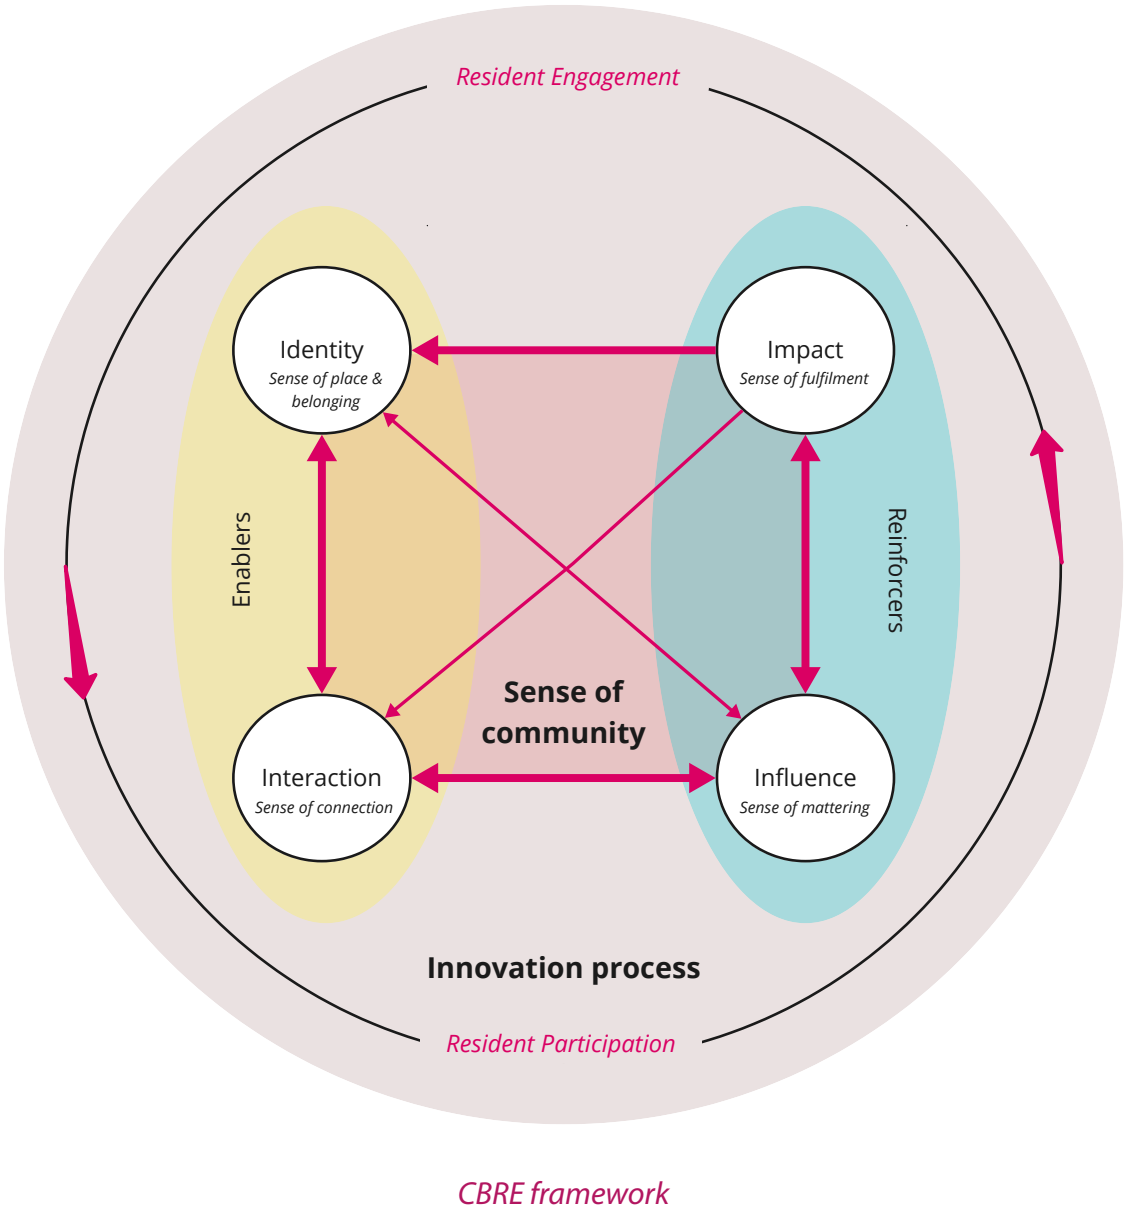 Resident Engagement
Identity
Sense of place &
belonging
Impact
Sense of fulfilment
Enablers
Reinforcers
Sense of
community
Interaction
Sense of connection
Influence
Sense of mattering
Innovation process
Resident Participation
CBRE framework